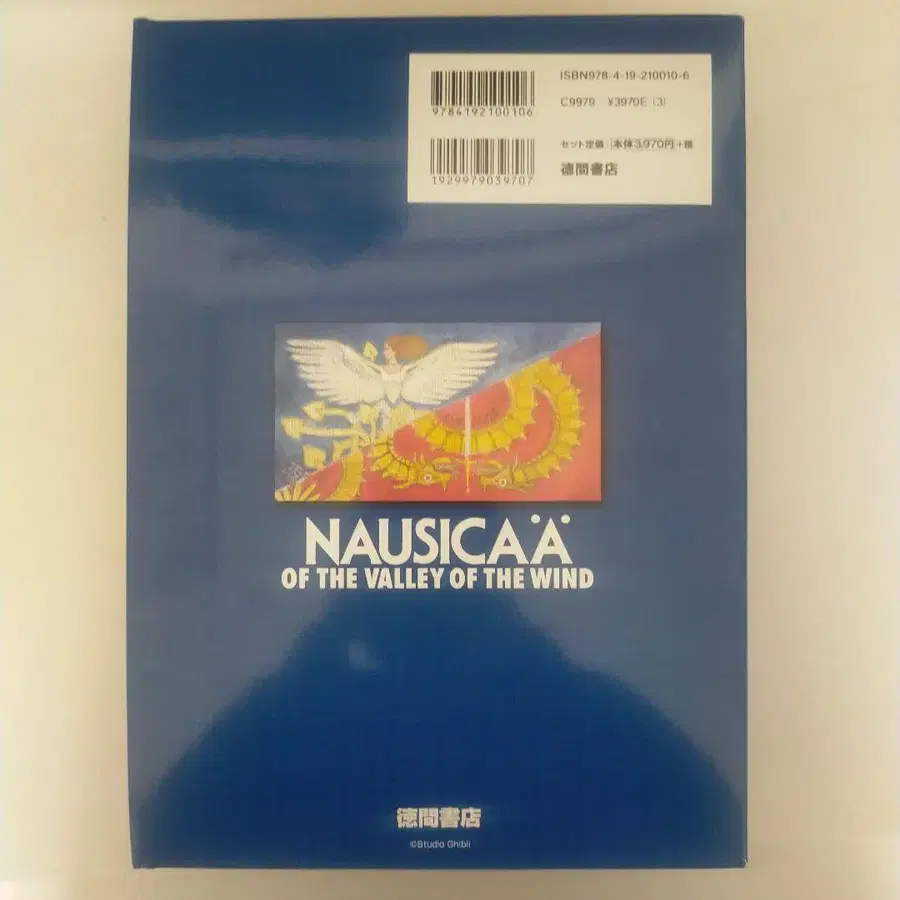 ISBN978-4-19-210010-6
9784192100106
C9979 ¥3970E (3)
セット定価:本体3,970円+税
1929979039707
徳間書店
NAUSICAÄ
OF THE VALLEY OF THE WIND
徳間書店
©Studio Ghibli